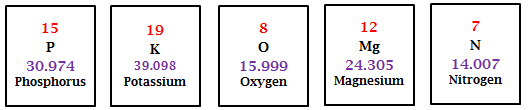 15 19 8 12 7
P K O Mg N
30.974 39.098 15.999 24.305 14.007
Phosphorus Potassium Oxygen Magnesium Nitrogen